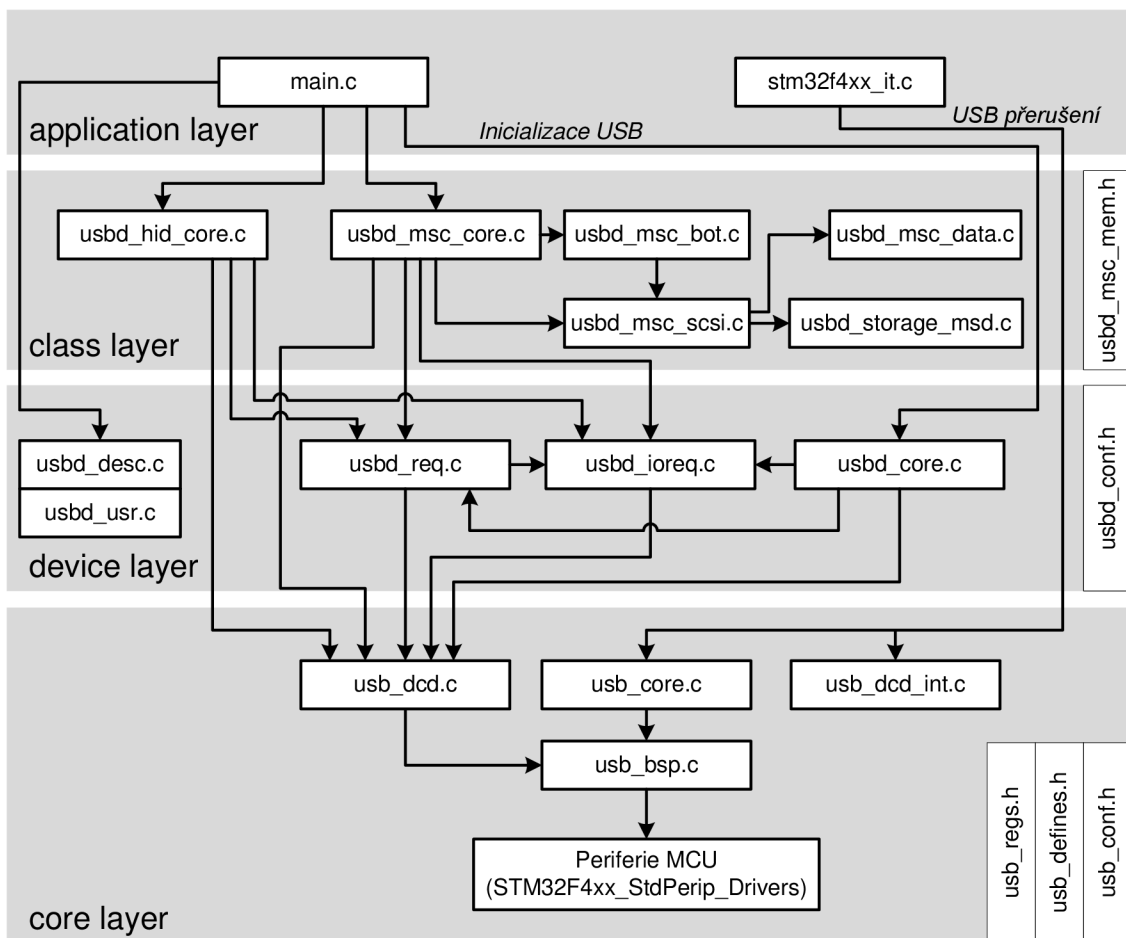 main.c
stm32f4xx_it.c
application layer
Inicializace USB
USB přerušení
usbd_hid_core.c
usbd_msc_core.c
usbd_msc_bot.c
usbd_msc_data.c
usbd_msc_mem.h
usbd_msc_scsi.c
usbd_storage_msd.c
class layer
usbd_desc.c
usbd_usr.c
usbd_req.c
usbd_ioreq.c
usbd_core.c
usbd_conf.h
device layer
usb_dcd.c
usb_core.c
usb_dcd_int.c
usb_bsp.c
Periferie MCU
(STM32F4xx_StdPerip_Drivers)
usb_regs.h
usb_defines.h
usb_conf.h
core layer